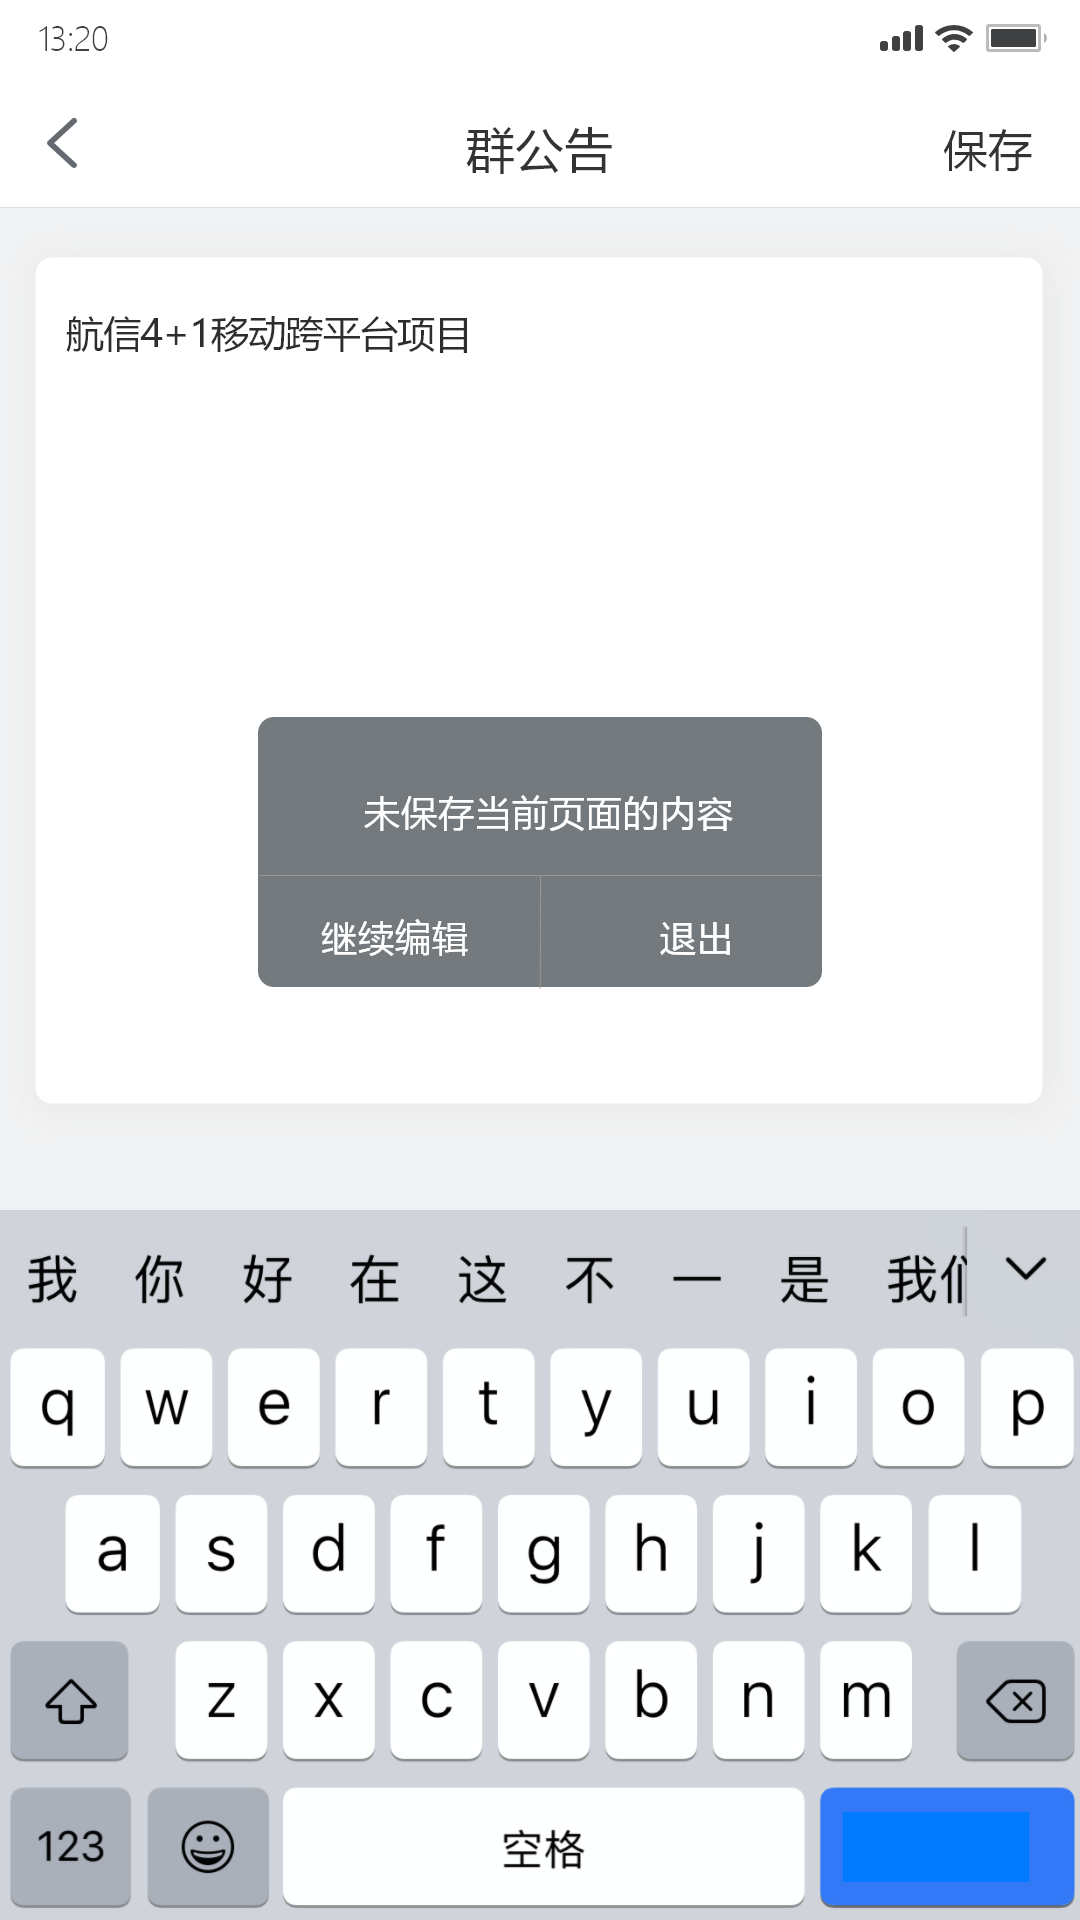 13:20
群公告
保存
航信4+1移动跨平台项目
未保存当前页面的内容
继续编辑 退出
我 你 好 在 这 不 一 是 我们
q w e r t y u i o p
a s d f g h j k l
z x c v b n m
123 空格